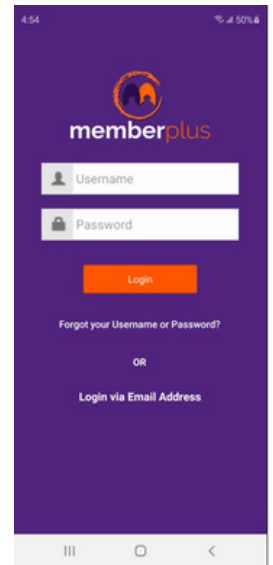 4:54 50%
memberplus
Username
Password
Login
Forgot your Username or Password?
OR
Login via Email Address